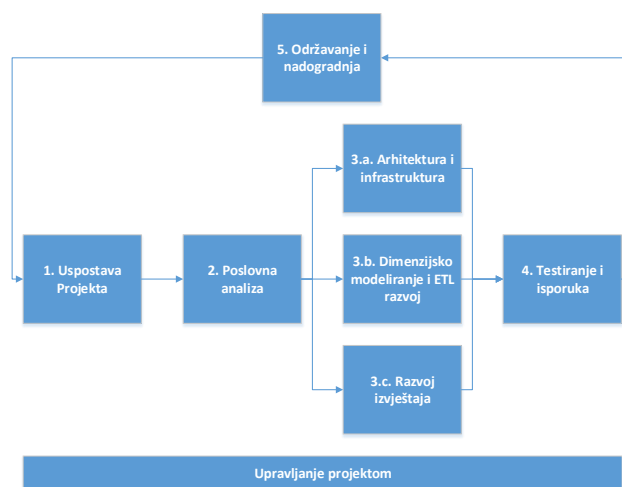 5. Održavanje i
nadogradnja
3.a. Arhitektura i
infrastruktura
1. Uspostava
Projekta
2. Poslovna
analiza
3.b. Dimenzijsko
modeliranje i ETL
razvoj
4. Testiranje i
isporuka
3.c. Razvoj
izvještaja
Upravljanje projektom